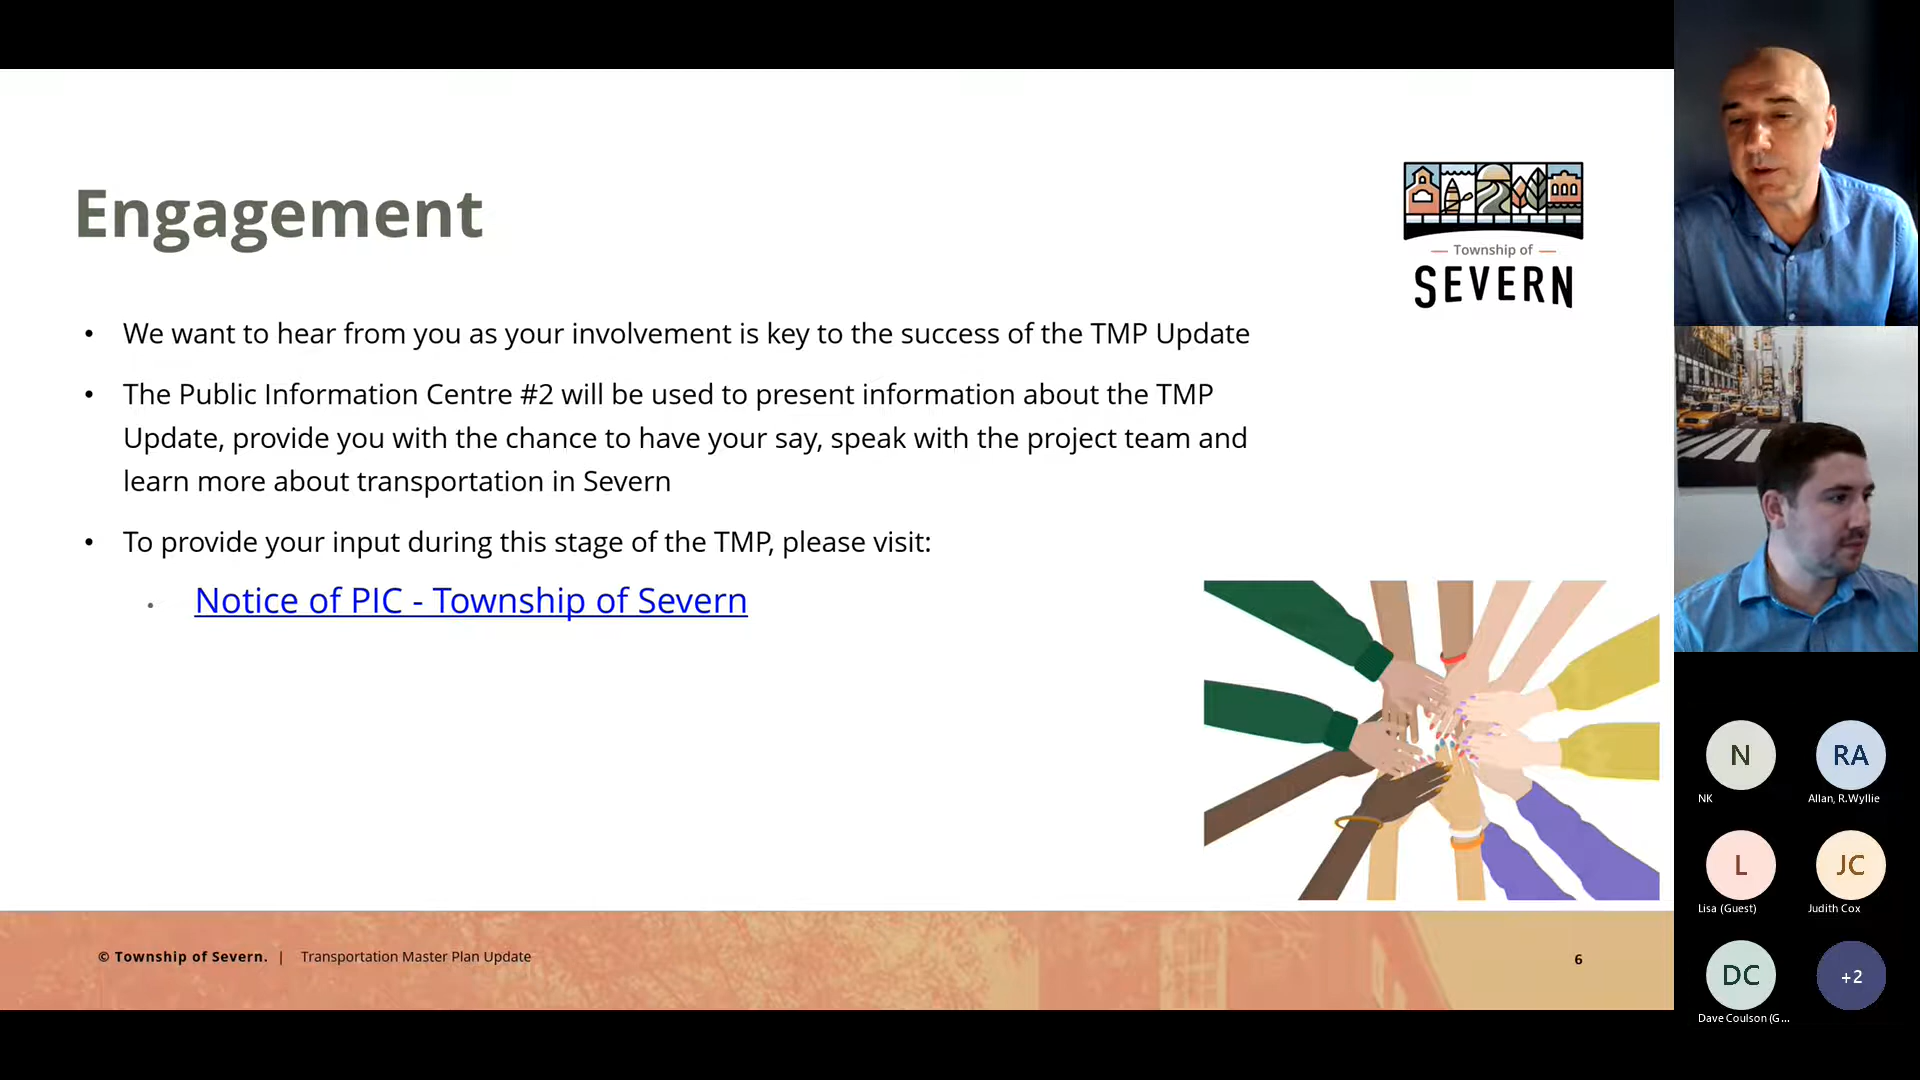 Engagement
Township of
SEVERN
• We want to hear from you as your involvement is key to the success of the TMP Update
• The Public Information Centre #2 will be used to present information about the TMP
Update, provide you with the chance to have your say, speak with the project team and
learn more about transportation in Severn
• To provide your input during this stage of the TMP, please visit:
• Notice of PIC - Township of Severn
© Township of Severn. | Transportation Master Plan Update
6
N
NK
RA
Allan, R.Wyllie
L
Lisa (Guest)
JC
Judith Cox
DC
Dave Coulson (G...
+2